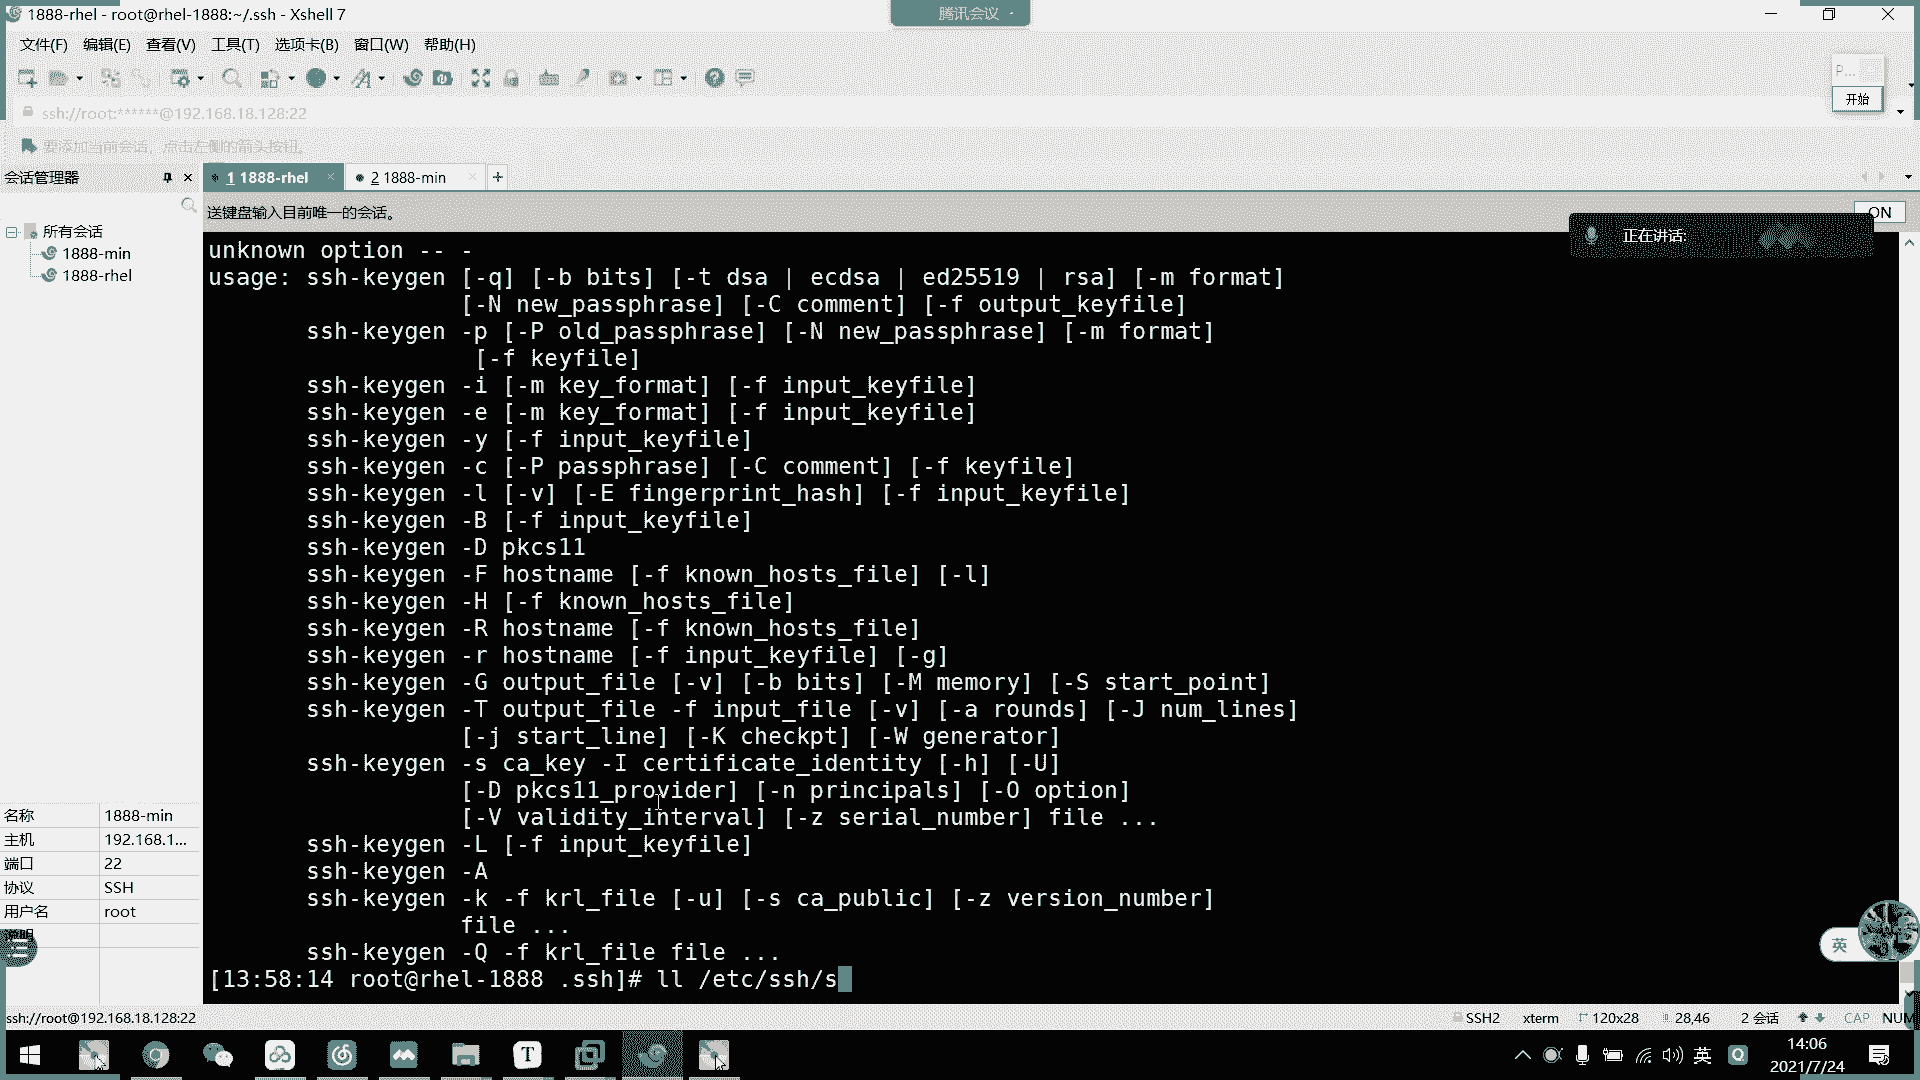 1888-rhel - root@rhel-1888:~/.ssh - Xshell 7
腾讯会议
文件(F) 编辑(E) 查看(V) 工具(T) 选项卡(B) 窗口(W) 帮助(H)
P...
开始
ssh://root:******@192.168.18.128:22
要添加当前会话，点击左侧的箭头按钮。
会话管理器
1 1888-rhel
2 1888-min
送键盘输入目前唯一的会话。
ON
正在讲话:
所有会话
1888-min
1888-rhel
unknown option -- -
usage: ssh-keygen [-q] [-b bits] [-t dsa | ecdsa | ed25519 | rsa] [-m format]
[-N new_passphrase] [-C comment] [-f output_keyfile]
ssh-keygen -p [-P old_passphrase] [-N new_passphrase] [-m format]
[-f keyfile]
ssh-keygen -i [-m key_format] [-f input_keyfile]
ssh-keygen -e [-m key_format] [-f input_keyfile]
ssh-keygen -y [-f input_keyfile]
ssh-keygen -c [-P passphrase] [-C comment] [-f keyfile]
ssh-keygen -l [-v] [-E fingerprint_hash] [-f input_keyfile]
ssh-keygen -B [-f input_keyfile]
ssh-keygen -D pkcs11
ssh-keygen -F hostname [-f known_hosts_file] [-l]
ssh-keygen -H [-f known_hosts_file]
ssh-keygen -R hostname [-f known_hosts_file]
ssh-keygen -r hostname [-f input_keyfile] [-g]
ssh-keygen -G output_file [-v] [-b bits] [-M memory] [-S start_point]
ssh-keygen -T output_file -f input_file [-v] [-a rounds] [-J num_lines]
[-j start_line] [-K checkpt] [-W generator]
ssh-keygen -s ca_key -I certificate_identity [-h] [-U]
[-D pkcs11_provider] [-n principals] [-O option]
[-V validity_interval] [-z serial_number] file ...
ssh-keygen -L [-f input_keyfile]
ssh-keygen -A
ssh-keygen -k -f krl_file [-u] [-s ca_public] [-z version_number]
file ...
ssh-keygen -Q -f krl_file file ...
[13:58:14 root@rhel-1888 .ssh]# ll /etc/ssh/s
名称 1888-min
主机 192.168.1...
端口 22
协议 SSH
用户名 root
说明
英
ssh://root@192.168.18.128:22
SSH2 xterm 120x28 28,46 2 会话 CAP NUM
英
14:06
2021/7/24